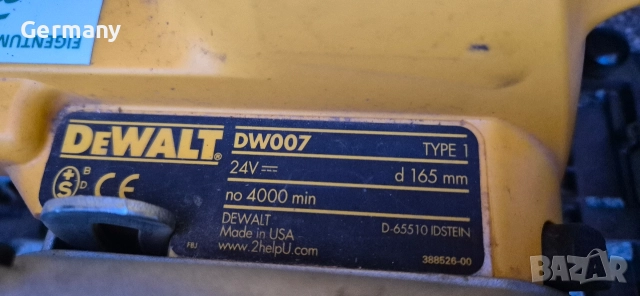 Germany
EIGENTUM
DEWALT®
DW007
TYPE 1
24V
d 165 mm
B
S
D
CE
no 4000 min
DEWALT
D-65510 IDSTEIN
Made in USA
FBJ
www.2helpU.com
388526-00
BAZAR